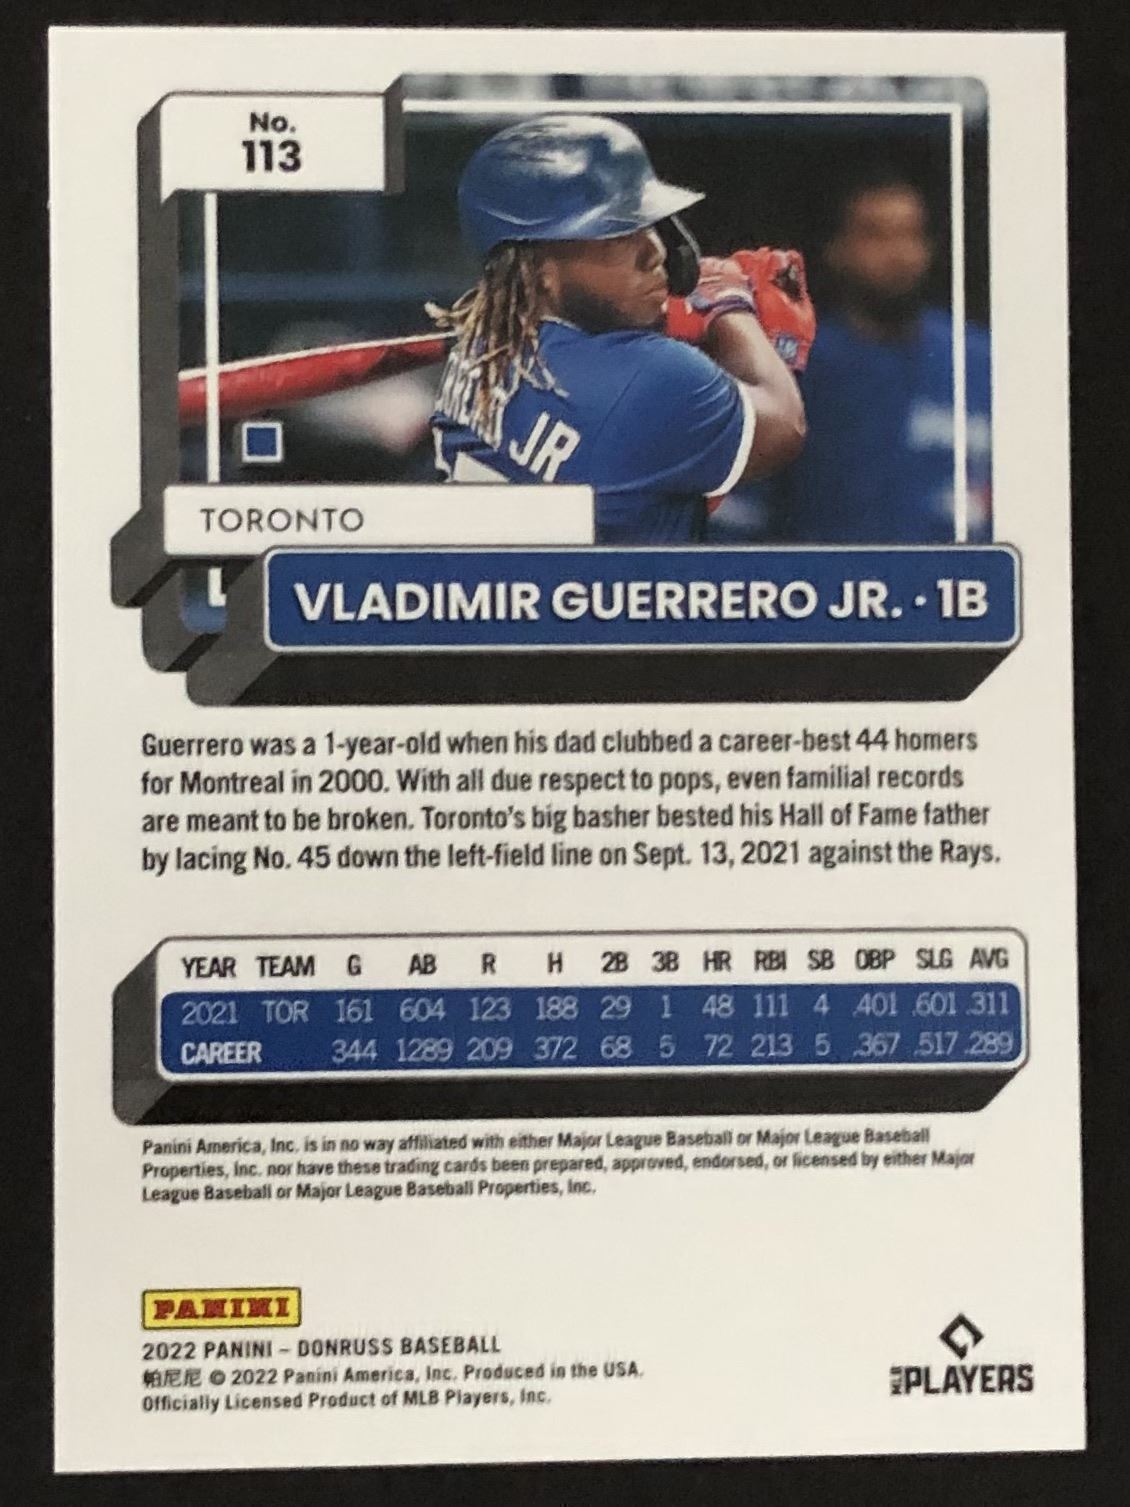 No.
113
JR
TORONTO
VLADIMIR GUERRERO JR. · 1B
Guerrero was a 1-year-old when his dad clubbed a career-best 44 homers
for Montreal in 2000. With all due respect to pops, even familial records
are meant to be broken. Toronto's big basher bested his Hall of Fame father
by lacing No. 45 down the left-field line on Sept. 13, 2021 against the Rays.
YEAR TEAM G AB R H 2B 3B HR RBI SB OBP SLG AVG
2021 TOR 161 604 123 188 29 1 48 111 4 .401 .601 .311
CAREER 344 1289 209 372 68 5 72 213 5 .367 .517 .289
Panini America, Inc. is in no way affiliated with either Major League Baseball or Major League Baseball
Properties, Inc. nor have these trading cards been prepared, approved, endorsed, or licensed by either Major
League Baseball or Major League Baseball Properties, Inc.
PANINI
2022 PANINI – DONRUSS BASEBALL
帕尼尼 © 2022 Panini America, Inc. Produced in the USA.
Officially Licensed Product of MLB Players, Inc.
MLB PLAYERS